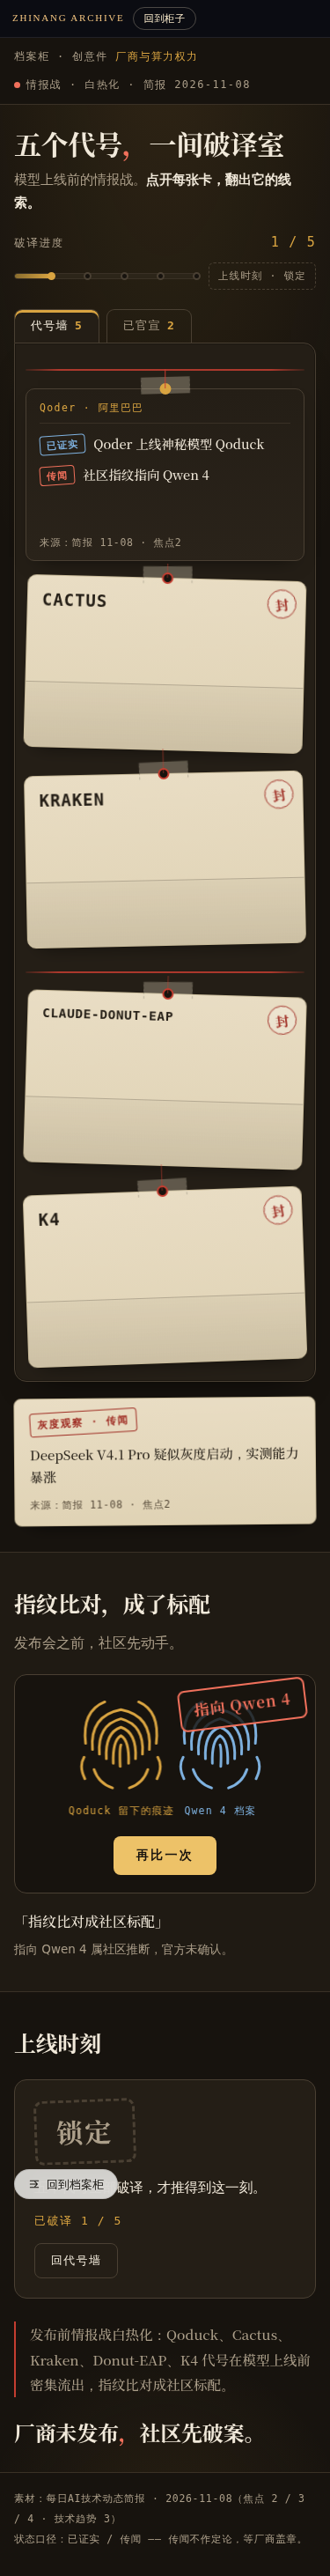 ZHINANG ARCHIVE 回到柜子
档案柜 · 创意件 厂商与算力权力
情报战 · 白热化 · 简报 2026-11-08
五个代号，一间破译室
模型上线前的情报战。点开每张卡，翻出它的线
索。
破译进度 1 / 5
上线时刻 · 锁定
代号墙 5 已官宣 2
Qoder · 阿里巴巴
已证实 Qoder 上线神秘模型 Qoduck
传闻 社区指纹指向 Qwen 4
来源：简报 11-08 · 焦点2
CACTUS 封
KRAKEN 封
CLAUDE-DONUT-EAP 封
K4 封
灰度观察 · 传闻
DeepSeek V4.1 Pro 疑似灰度启动，实测能力
暴涨
来源：简报 11-08 · 焦点2
指纹比对，成了标配
发布会之前，社区先动手。
指向 Qwen 4
Qoduck 留下的痕迹 Qwen 4 档案
再比一次
「指纹比对成社区标配」
指向 Qwen 4 属社区推断，官方未确认。
上线时刻
锁定
回到档案柜 破译，才推得到这一刻。
已破译 1 / 5
回代号墙
发布前情报战白热化：Qoduck、Cactus、
Kraken、Donut-EAP、K4 代号在模型上线前
密集流出，指纹比对成社区标配。
厂商未发布，社区先破案。
素材：每日AI技术动态简报 · 2026-11-08（焦点 2 / 3
/ 4 · 技术趋势 3）
状态口径：已证实 / 传闻 —— 传闻不作定论，等厂商盖章。